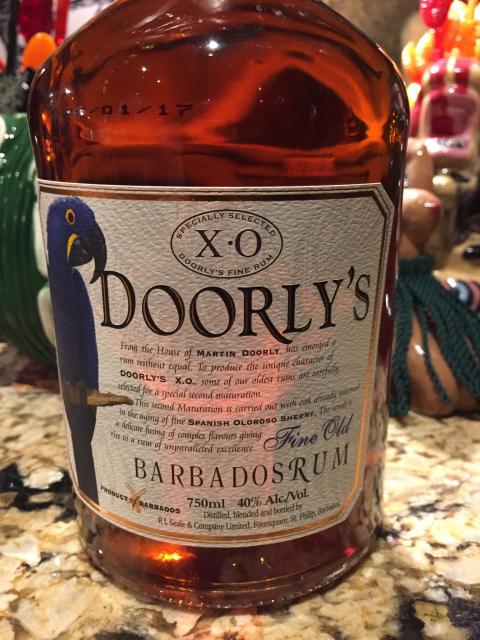 /01/17
SPECIALLY SELECTED
X·O
DOORLY'S FINE RUM
DOORLY'S
From the House of MARTIN DOORLY, has emerged a
rum without equal. To produce the unique character of
DOORLY'S X.O. some of our oldest rums are carefully
selected for a special second maturation.
This second Maturation is carried out with oak already
in the aging of fine SPANISH OLOROSO SHERRY. The result is
a delicate fusing of complex flavours giving
rise to a rum of unparalleled excellence.
Fine Old
BARBADOS RUM
PRODUCT OF BARBADOS
750ml 40% Alc/Vol.
Distilled, blended and bottled by
R.L Seale & Company Limited, Foursquare, St. Philip, Barbados.